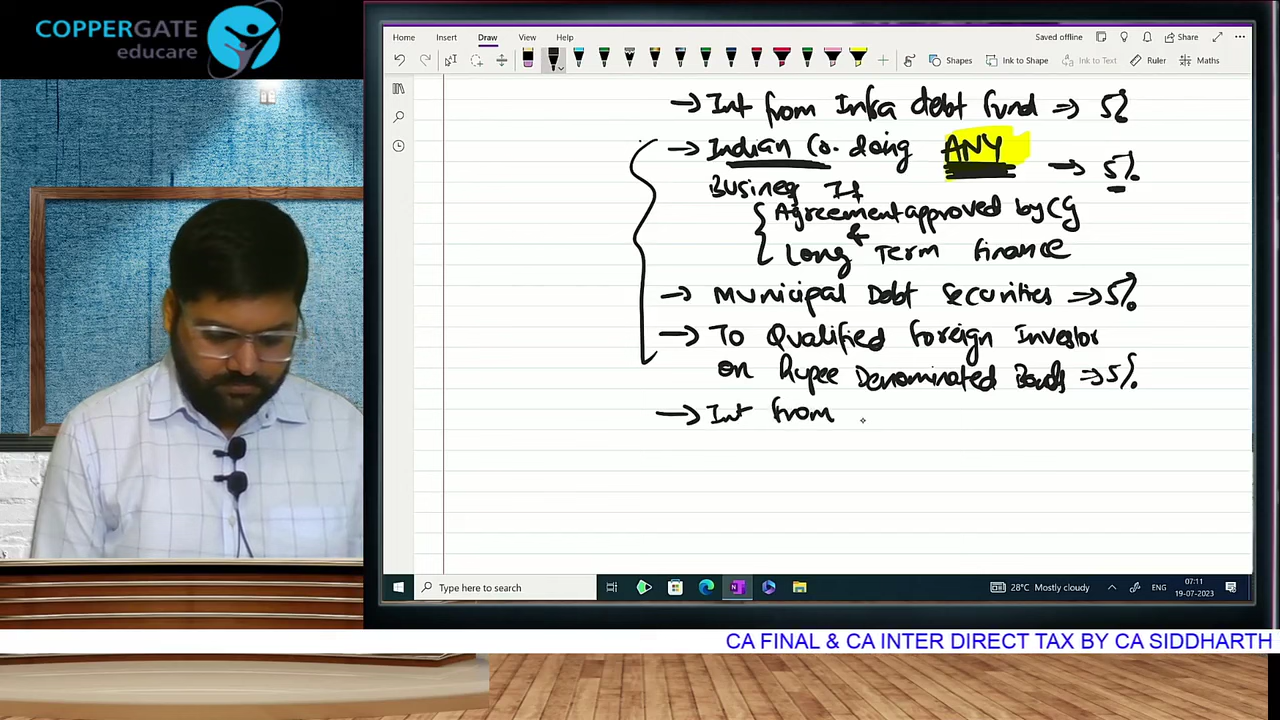 COPPERGATE
educare
Home Insert Draw View Help
Saved offline
Share
Shapes Ink to Shape Ink to Text Ruler Maths
→ Int from Infra debt fund ⇒ 5%
→ Indian Co. doing ANY → 5%
Business If
Agreement approved by CG
&
Long Term Finance
→ Municipal Debt Securities ⇒ 5%
→ To Qualified Foreign Investor
on Rupee Denominated Bonds ⇒ 5%
→ Int from
Type here to search
28°C Mostly cloudy
ENG
07:11
19-07-2023
CA FINAL & CA INTER DIRECT TAX BY CA SIDDHARTH